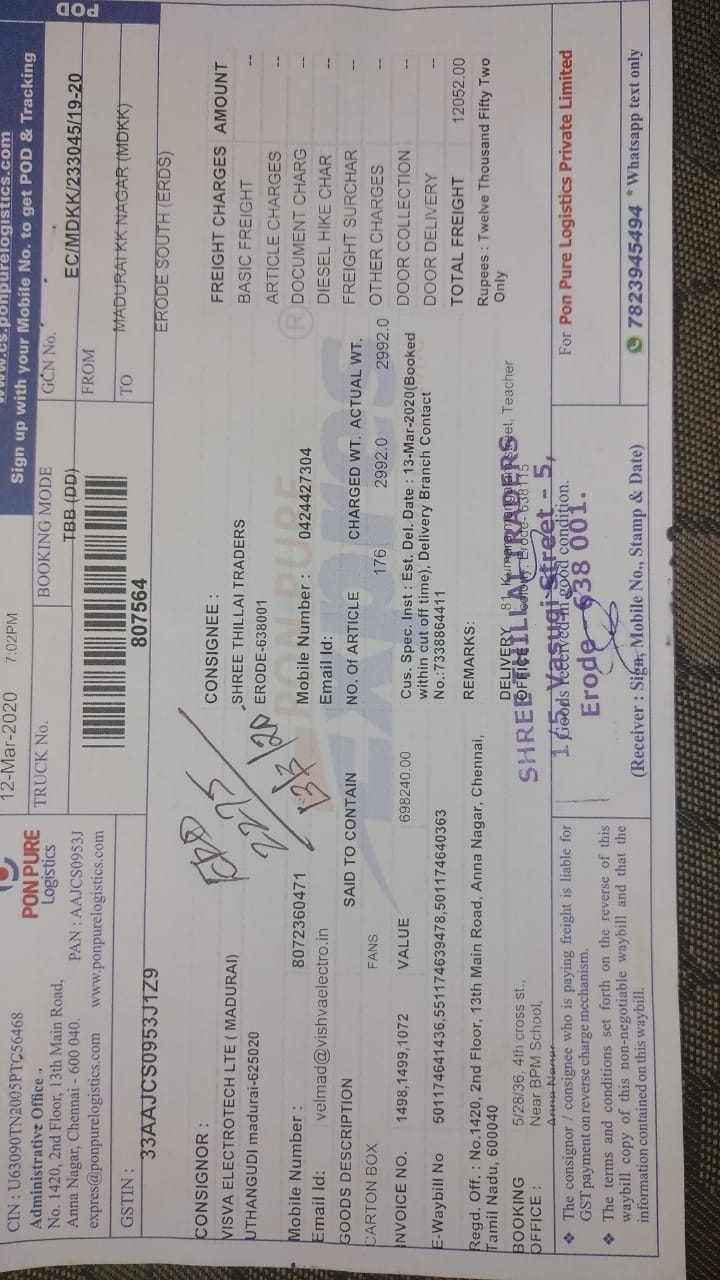 www.cs.ponpurelogistics.com
Sign up with your Mobile No. to get POD & Tracking
POD
CIN : U63090TN2005PTC56468
Administrative Office
No. 1420, 2nd Floor, 13th Main Road,
Anna Nagar, Chennai - 600 040.
PAN : AAJCS0953J
expres@ponpurelogistics.com
www.ponpurelogistics.com
PON PURE
Logistics
12-Mar-2020 7:02PM
TRUCK No.
BOOKING MODE
TBB (DD)
GCN No.
EC/MDKK/233045/19-20
FROM
MADURAI KK NAGAR (MDKK)
TO
ERODE SOUTH (ERDS)
GSTIN :
33AAJCS0953J1Z9
807564
CONSIGNOR :
VISVA ELECTROTECH LTE ( MADURAI)
UTHANGUDI madurai-625020
Mobile Number : 8072360471
Email Id: velmad@vishvaelectro.in
CONSIGNEE :
SHREE THILLAI TRADERS
ERODE-638001
Mobile Number : 0424427304
Email Id:
2275
13/3/20
GOODS DESCRIPTION SAID TO CONTAIN NO. Of ARTICLE CHARGED WT. ACTUAL WT.
CARTON BOX FANS 176 2992.0 2992.0
INVOICE NO. 1498,1499,1072 VALUE 698240.00
E-Waybill No 501174641436,551174639478,501174640363
Cus. Spec. Inst : Est. Del. Date : 13-Mar-2020(Booked
within cut off time), Delivery Branch Contact
No.:7338864411
Regd. Off. : No.1420, 2nd Floor, 13th Main Road, Anna Nagar, Chennai,
Tamil Nadu, 600040
REMARKS:
BOOKING
OFFICE :
5/28/36, 4th cross st.,
Near BPM School,
Anna Nagar
DELIVERY
OFFICE
81, street, Teacher
colony, Erode- 638115
FREIGHT CHARGES AMOUNT
BASIC FREIGHT --
ARTICLE CHARGES --
DOCUMENT CHARG --
DIESEL HIKE CHAR --
FREIGHT SURCHAR --
OTHER CHARGES --
DOOR COLLECTION --
DOOR DELIVERY --
TOTAL FREIGHT 12052.00
Rupees : Twelve Thousand Fifty Two
Only
SHREE THILLAI TRADERS
1/5, Vasugi Street - 5,
Erode - 638 001.
❖ The consignor / consignee who is paying freight is liable for
GST payment on reverse charge mechanism.
❖ The terms and conditions set forth on the reverse of this
waybill copy of this non-negotiable waybill and that the
information contained on this waybill.
Goods received in good condition.
(Receiver : Sign, Mobile No., Stamp & Date)
For Pon Pure Logistics Private Limited
7823945494 * Whatsapp text only